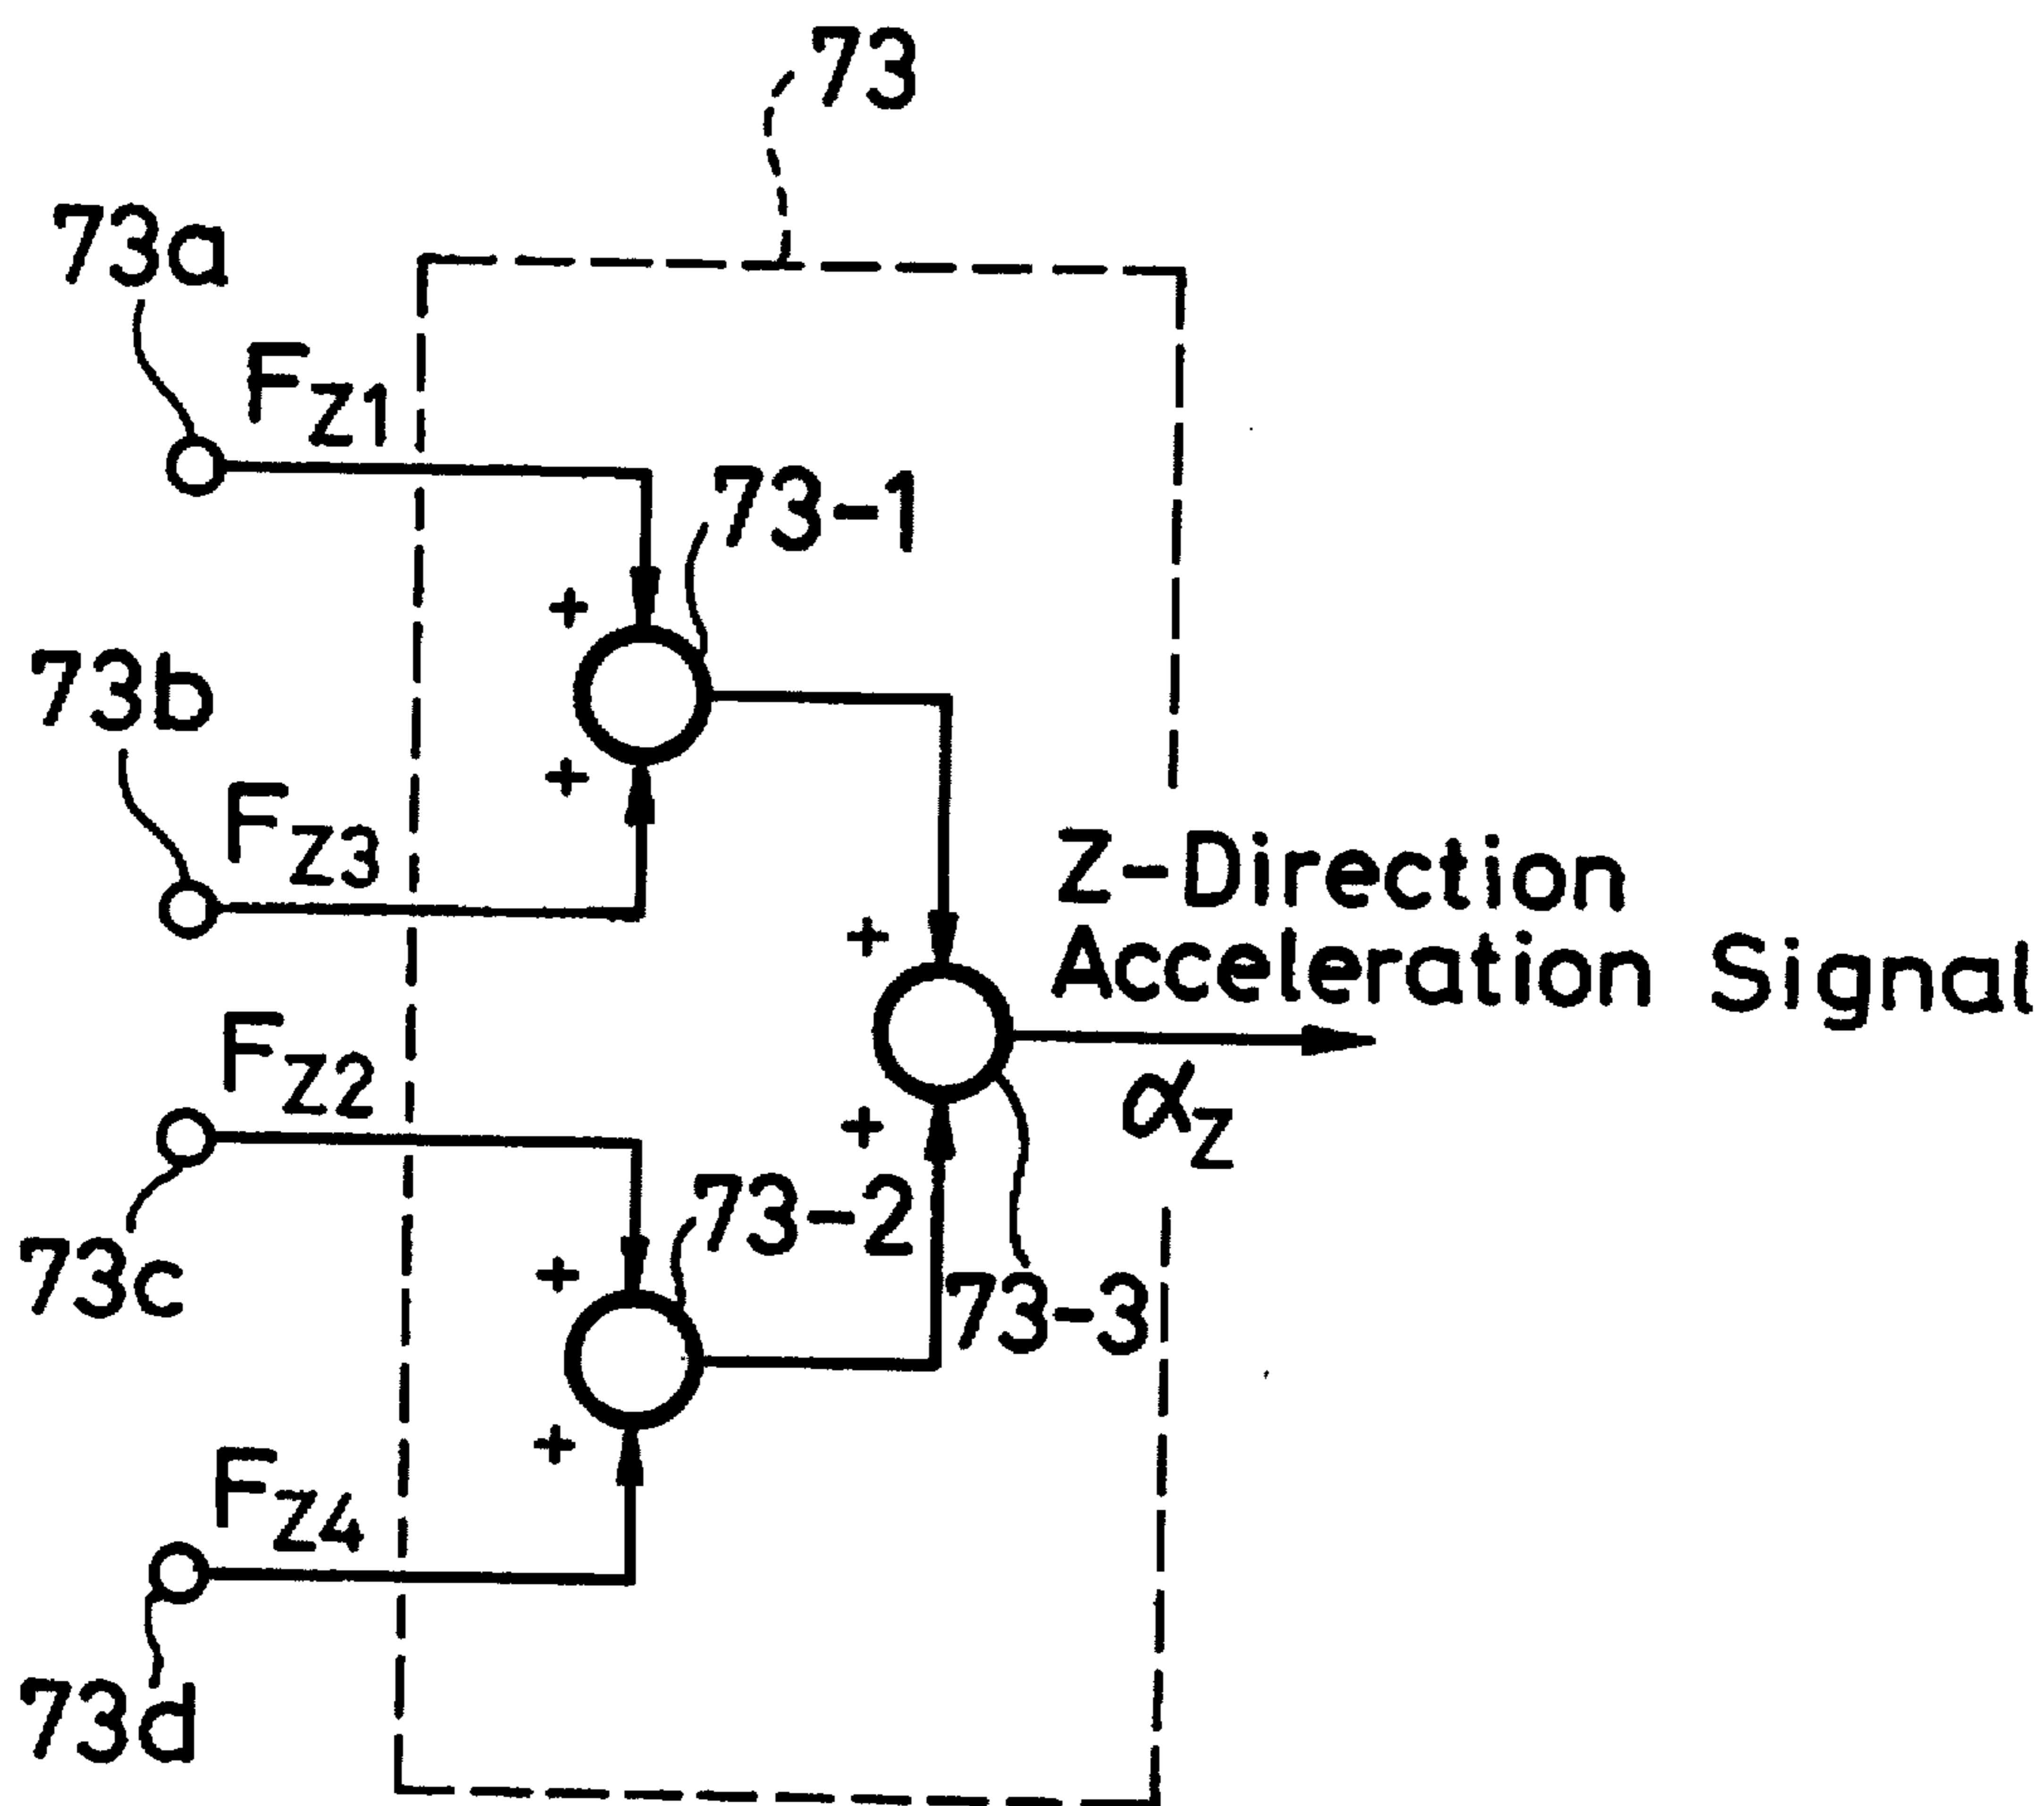 73
73a
FZ1
73-1
+
+
73b
FZ3
Z-Direction
Acceleration Signal
+
+
αZ
FZ2
73c
73-2
73-3
+
+
FZ4
73d